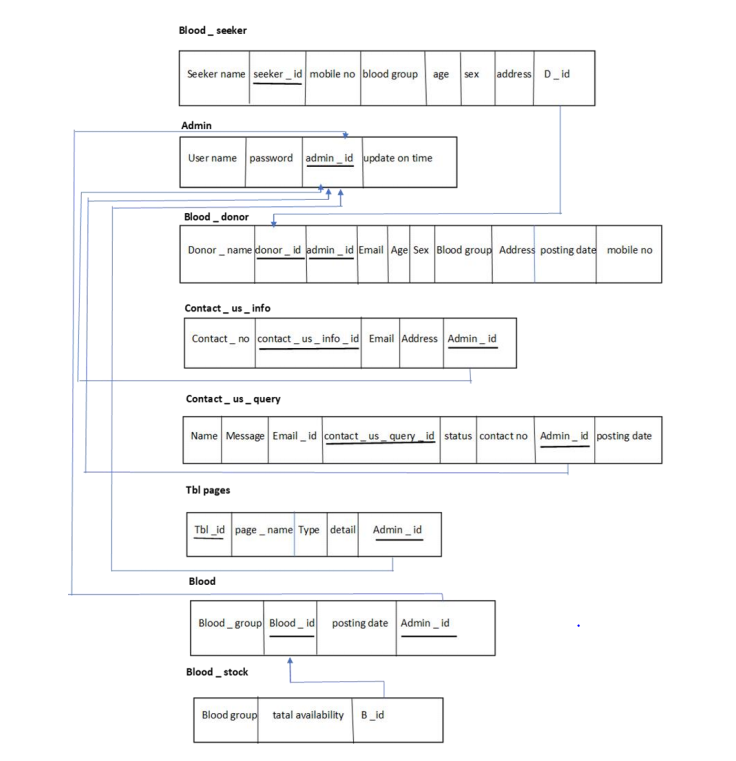 Blood _ seeker
Seeker name seeker _ id mobile no blood group age sex address D _ id
Admin
User name password admin _ id update on time
Blood _ donor
Donor _ name donor _ id admin _ id Email Age Sex Blood group Address posting date mobile no
Contact _ us _ info
Contact _ no contact _ us _ info _ id Email Address Admin _ id
Contact _ us _ query
Name Message Email _ id contact _ us _ query _ id status contact no Admin _ id posting date
Tbl pages
Tbl _id page _ name Type detail Admin _ id
Blood
Blood _ group Blood _ id posting date Admin _ id
Blood _ stock
Blood group tatal availability B _id